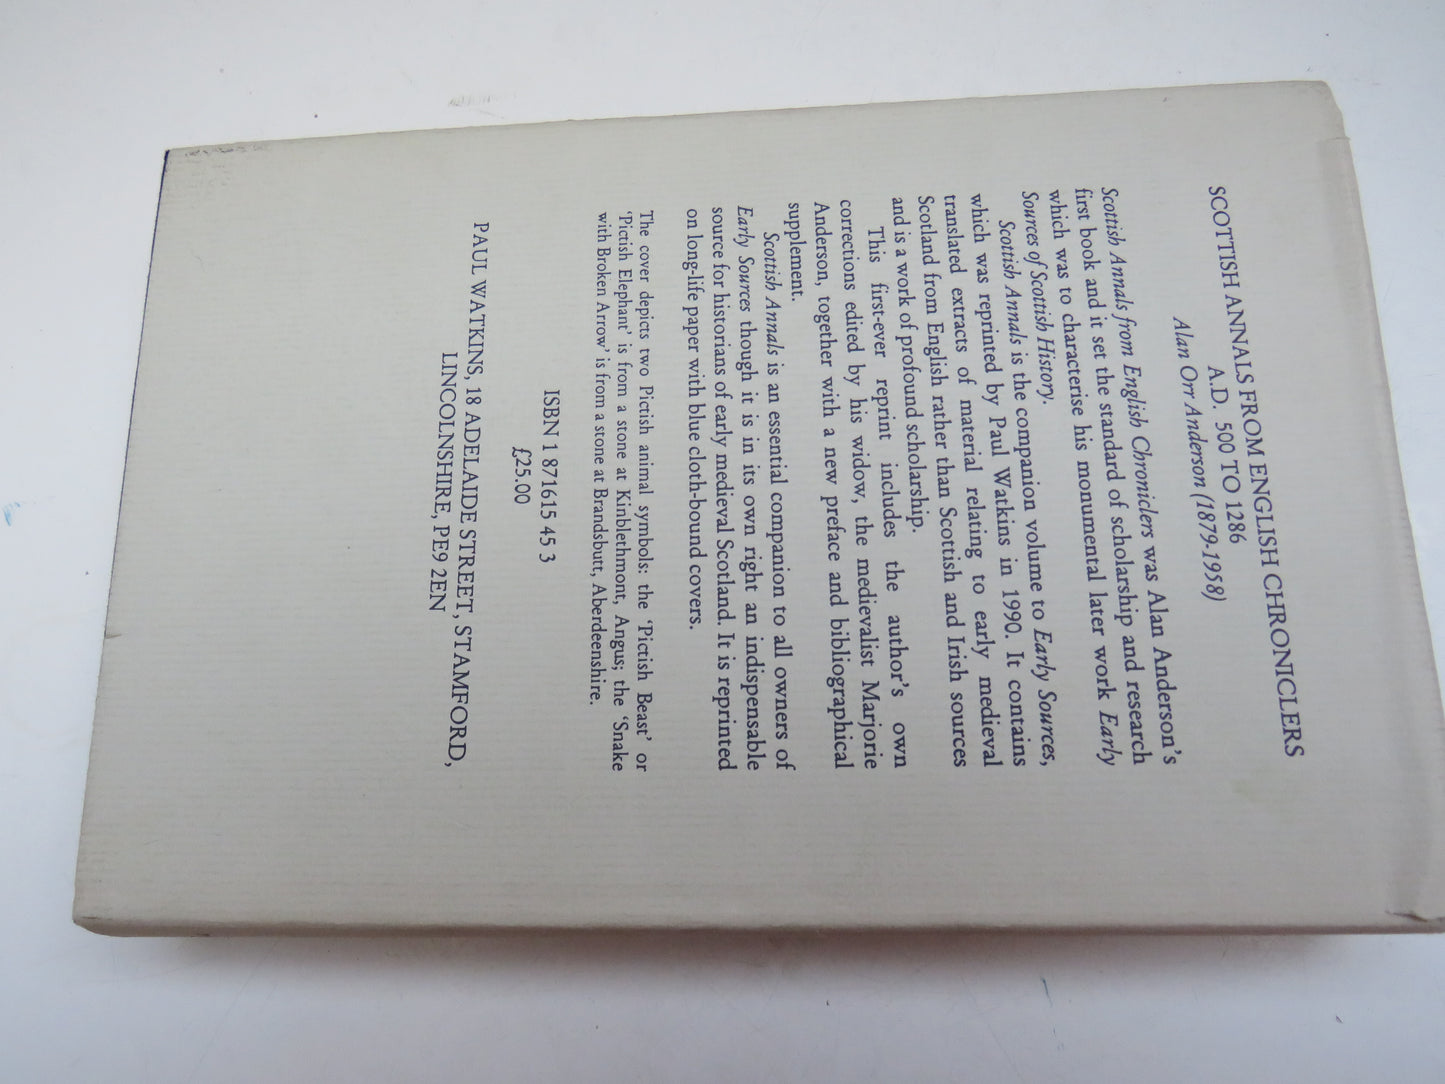 SCOTTISH ANNALS FROM ENGLISH CHRONICLERS
A.D. 500 TO 1286
Alan Orr Anderson (1879-1958)
Scottish Annals from English Chroniclers was Alan Anderson's
first book and it set the standard of scholarship and research
which was to characterise his monumental later work Early
Sources of Scottish History.
Scottish Annals is the companion volume to Early Sources,
which was reprinted by Paul Watkins in 1990. It contains
translated extracts of material relating to early medieval
Scotland from English rather than Scottish and Irish sources
and is a work of profound scholarship.
This first-ever reprint includes the author's own
corrections edited by his widow, the medievalist Marjorie
Anderson, together with a new preface and bibliographical
supplement.
Scottish Annals is an essential companion to all owners of
Early Sources though it is in its own right an indispensable
source for historians of early medieval Scotland. It is reprinted
on long-life paper with blue cloth-bound covers.
The cover depicts two Pictish animal symbols: the 'Pictish Beast' or
'Pictish Elephant' is from a stone at Kinblethmont, Angus; the 'Snake
with Broken Arrow' is from a stone at Brandsbutt, Aberdeenshire.
ISBN 1 871615 45 3
£25.00
PAUL WATKINS, 18 ADELAIDE STREET, STAMFORD,
LINCOLNSHIRE, PE9 2EN